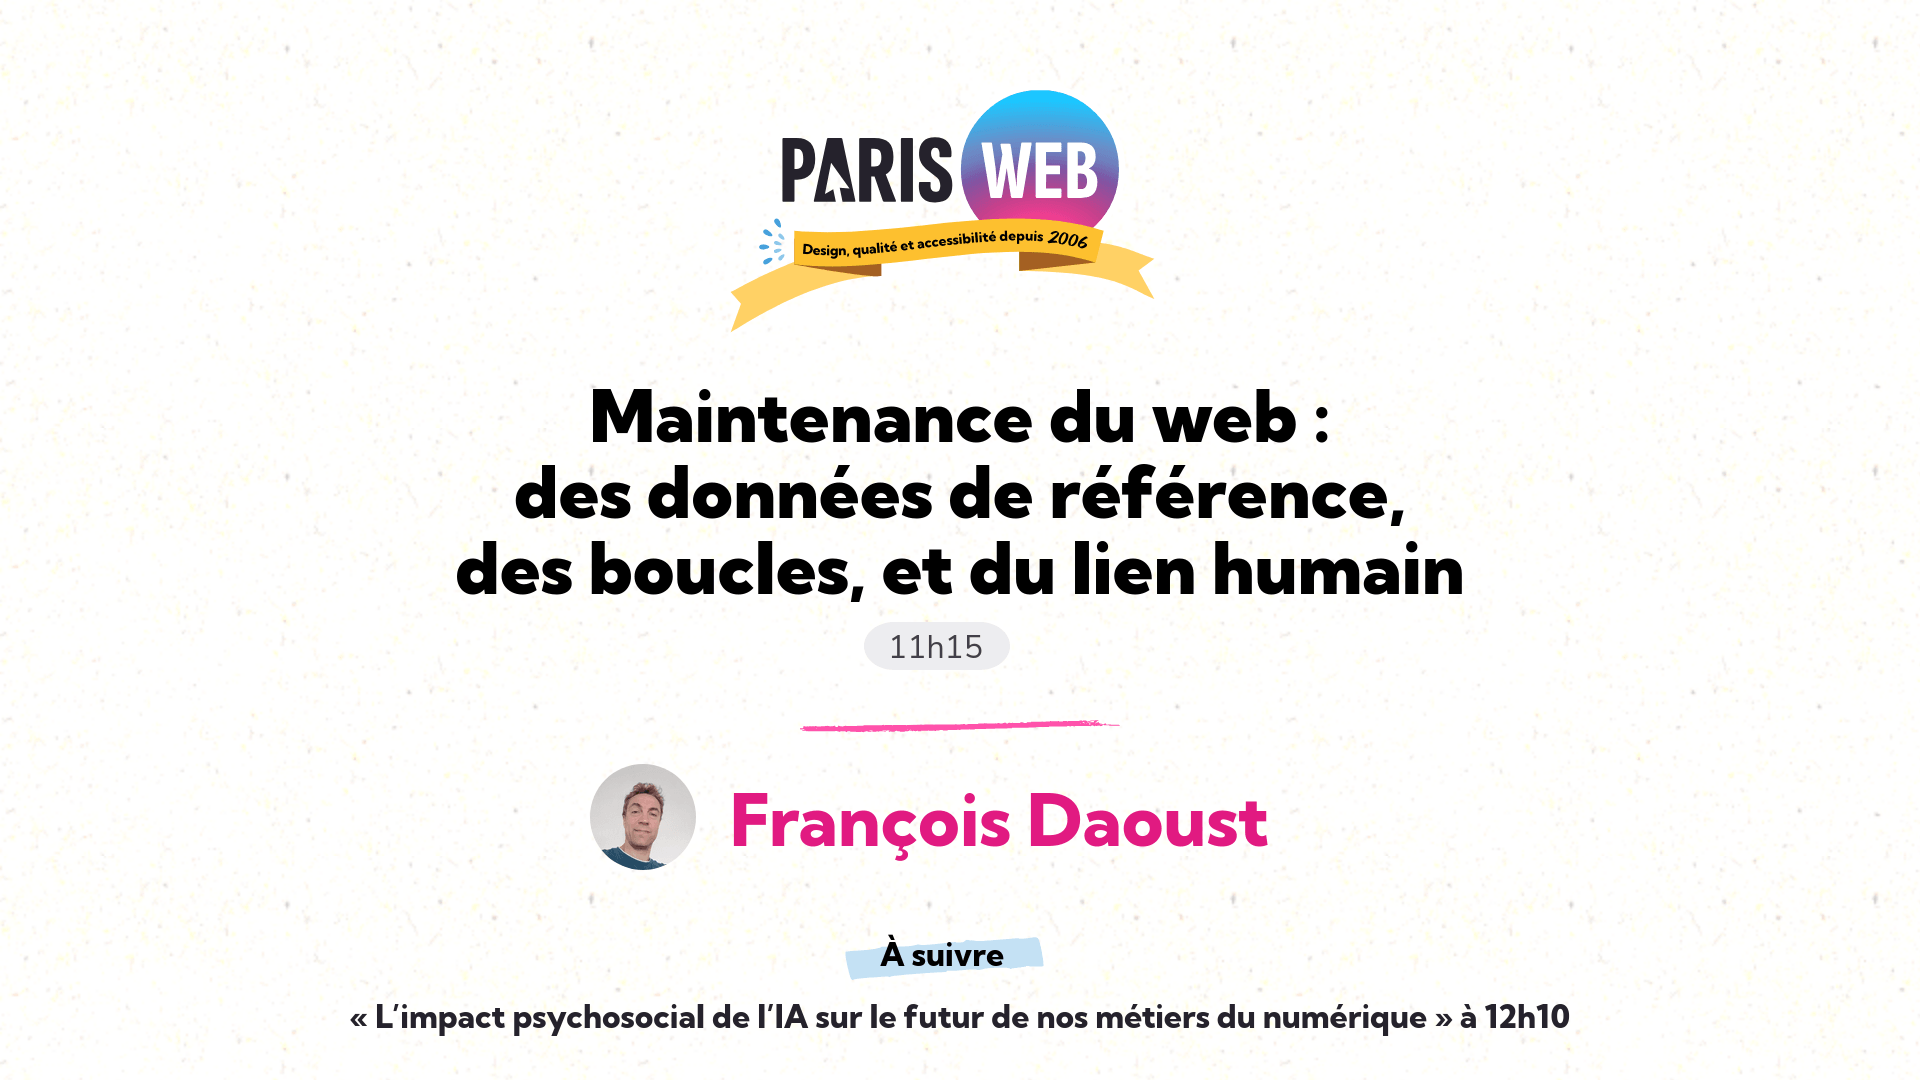 PARIS WEB
Design, qualité et accessibilité depuis 2006
Maintenance du web :
des données de référence,
des boucles, et du lien humain
11h15
François Daoust
À suivre
« L’impact psychosocial de l’IA sur le futur de nos métiers du numérique » à 12h10